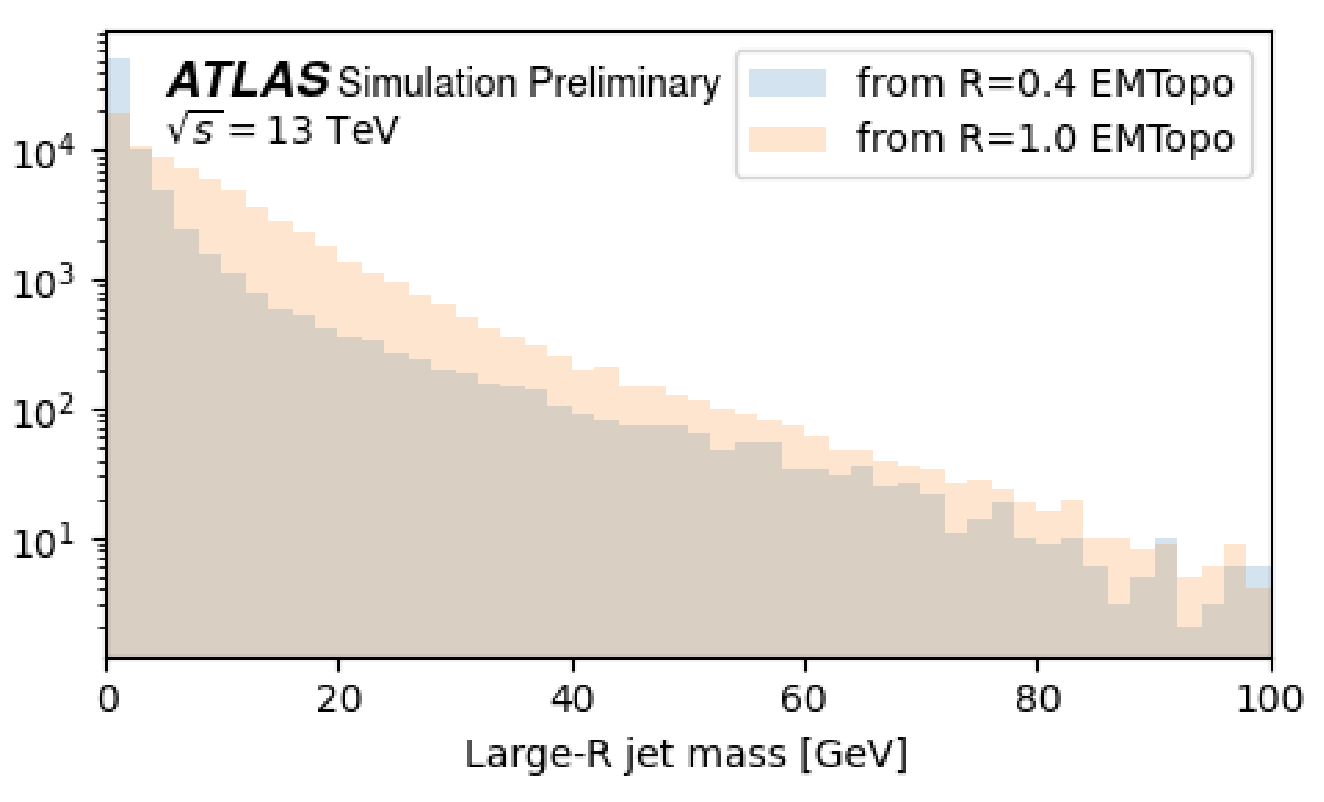 ATLAS Simulation Preliminary
√s = 13 TeV
from R=0.4 EMTopo
from R=1.0 EMTopo
10⁴
10³
10²
10¹
0 20 40 60 80 100
Large-R jet mass [GeV]